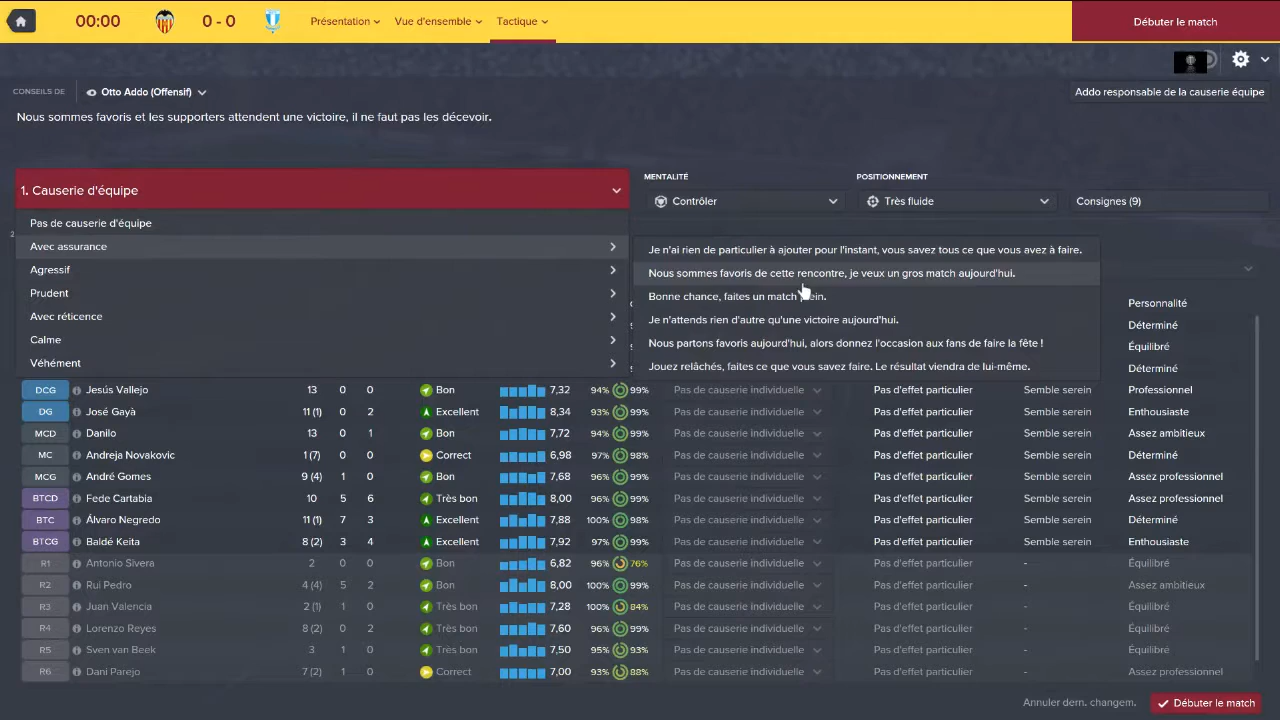 00:00 0 - 0 Présentation Vue d'ensemble Tactique Débuter le match
CONSEILS DE Otto Addo (Offensif) Addo responsable de la causerie équipe
Nous sommes favoris et les supporters attendent une victoire, il ne faut pas les décevoir.
MENTALITÉ POSITIONNEMENT
1. Causerie d'équipe Contrôler Très fluide Consignes (9)
Pas de causerie d'équipe
Avec assurance
Agressif
Prudent
Avec réticence
Calme
Véhément
Je n'ai rien de particulier à ajouter pour l'instant, vous savez tous ce que vous avez à faire.
Nous sommes favoris de cette rencontre, je veux un gros match aujourd'hui.
Bonne chance, faites un match
Je n'attends rien d'autre qu'une victoire aujourd'hui.
Nous partons favoris aujourd'hui, alors donnez l'occasion aux fans de faire la fête !
Jouez relâchés, faites ce que vous savez faire. Le résultat viendra de lui-même.
Personnalité
Déterminé
Équilibré
Déterminé
DCG Jesús Vallejo 13 0 0 Bon 7,32 94% 99% Pas de causerie individuelle Pas d'effet particulier Semble serein Professionnel
DG José Gayà 11 (1) 0 2 Excellent 8,34 93% 99% Pas de causerie individuelle Pas d'effet particulier Semble serein Enthousiaste
MCD Danilo 13 0 1 Bon 7,72 94% 99% Pas de causerie individuelle Pas d'effet particulier Semble serein Assez ambitieux
MC Andreja Novakovic 1 (7) 0 0 Correct 6,98 97% 98% Pas de causerie individuelle Pas d'effet particulier Semble serein Déterminé
MCG André Gomes 9 (4) 1 0 Bon 7,68 96% 99% Pas de causerie individuelle Pas d'effet particulier Semble serein Assez professionnel
BTCD Fede Cartabia 10 5 6 Très bon 8,00 96% 99% Pas de causerie individuelle Pas d'effet particulier Semble serein Assez professionnel
BTC Álvaro Negredo 11 (1) 7 3 Excellent 7,88 100% 98% Pas de causerie individuelle Pas d'effet particulier Semble serein Déterminé
BTCG Baldé Keita 8 (2) 3 4 Excellent 7,92 97% 99% Pas de causerie individuelle Pas d'effet particulier Semble serein Enthousiaste
R1 Antonio Sivera 2 0 0 Bon 6,82 96% 76% Pas de causerie individuelle Pas d'effet particulier - Équilibré
R2 Rui Pedro 4 (4) 5 2 Bon 8,00 100% 99% Pas de causerie individuelle Pas d'effet particulier - Assez ambitieux
R3 Juan Valencia 2 (1) 1 0 Très bon 7,28 100% 84% Pas de causerie individuelle Pas d'effet particulier - Équilibré
R4 Lorenzo Reyes 8 (2) 0 2 Très bon 7,60 96% 99% Pas de causerie individuelle Pas d'effet particulier - Équilibré
R5 Sven van Beek 3 1 0 Très bon 7,50 95% 93% Pas de causerie individuelle Pas d'effet particulier - Équilibré
R6 Dani Parejo 7 (2) 1 0 Correct 7,00 93% 88% Pas de causerie individuelle Pas d'effet particulier - Assez professionnel
Annuler dern. changem. Débuter le match